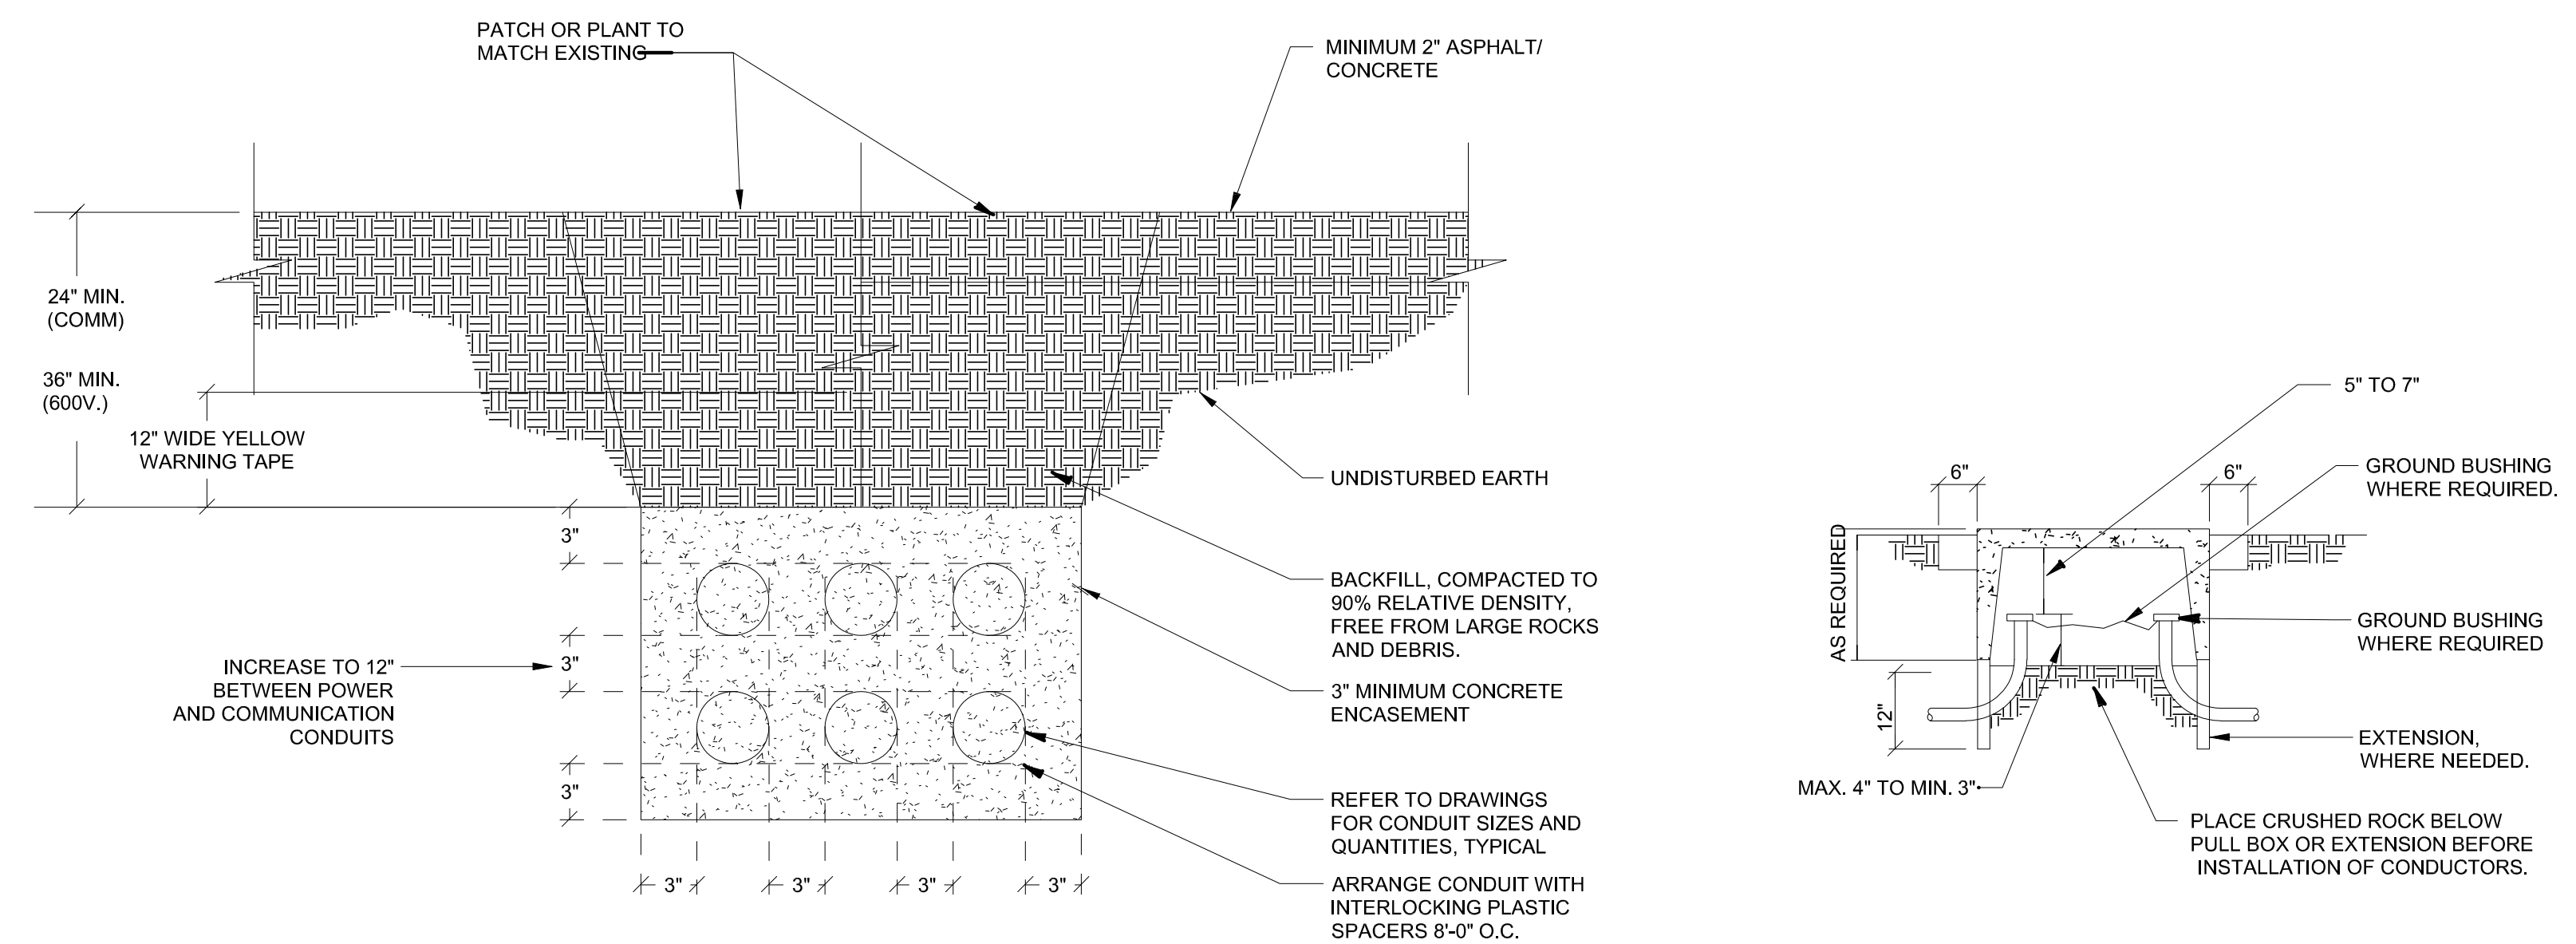 PATCH OR PLANT TO
MATCH EXISTING
MINIMUM 2" ASPHALT/
CONCRETE
24" MIN.
(COMM)
36" MIN.
(600V.)
12" WIDE YELLOW
WARNING TAPE
UNDISTURBED EARTH
3"
BACKFILL, COMPACTED TO
90% RELATIVE DENSITY,
FREE FROM LARGE ROCKS
AND DEBRIS.
INCREASE TO 12"
BETWEEN POWER
AND COMMUNICATION
CONDUITS
3"
3" MINIMUM CONCRETE
ENCASEMENT
3"
REFER TO DRAWINGS
FOR CONDUIT SIZES AND
QUANTITIES, TYPICAL
3" 3" 3" 3"
ARRANGE CONDUIT WITH
INTERLOCKING PLASTIC
SPACERS 8'-0" O.C.
5" TO 7"
6"
6"
GROUND BUSHING
WHERE REQUIRED.
AS REQUIRED
GROUND BUSHING
WHERE REQUIRED
12"
EXTENSION,
WHERE NEEDED.
MAX. 4" TO MIN. 3"
PLACE CRUSHED ROCK BELOW
PULL BOX OR EXTENSION BEFORE
INSTALLATION OF CONDUCTORS.